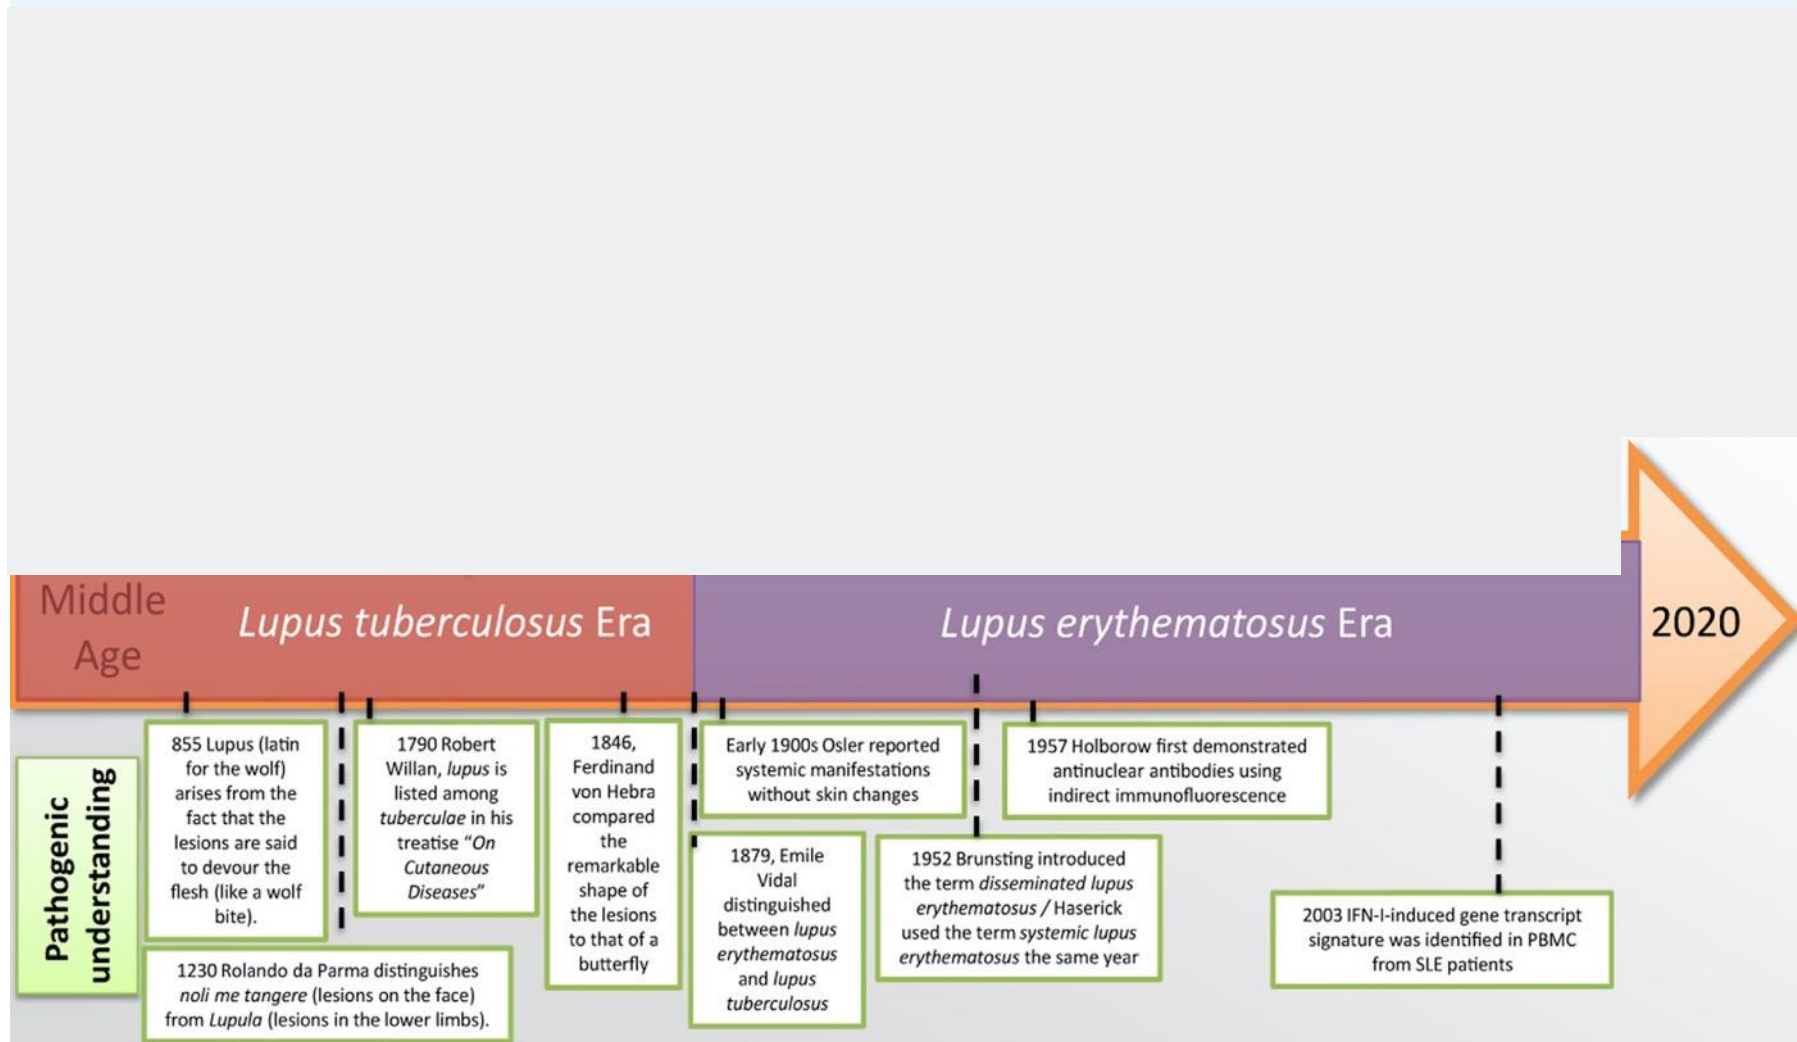 Middle
Age
Lupus tuberculosus Era
Lupus erythematosus Era
2020
Pathogenic
understanding
855 Lupus (latin
for the wolf)
arises from the
fact that the
lesions are said
to devour the
flesh (like a wolf
bite).
1230 Rolando da Parma distinguishes
noli me tangere (lesions on the face)
from Lupula (lesions in the lower limbs).
1790 Robert
Willan, lupus is
listed among
tuberculae in his
treatise “On
Cutaneous
Diseases”
1846,
Ferdinand
von Hebra
compared
the
remarkable
shape of
the lesions
to that of a
butterfly
Early 1900s Osler reported
systemic manifestations
without skin changes
1879, Emile
Vidal
distinguished
between lupus
erythematosus
and lupus
tuberculosus
1952 Brunsting introduced
the term disseminated lupus
erythematosus / Haserick
used the term systemic lupus
erythematosus the same year
1957 Holborow first demonstrated
antinuclear antibodies using
indirect immunofluorescence
2003 IFN-I-induced gene transcript
signature was identified in PBMC
from SLE patients